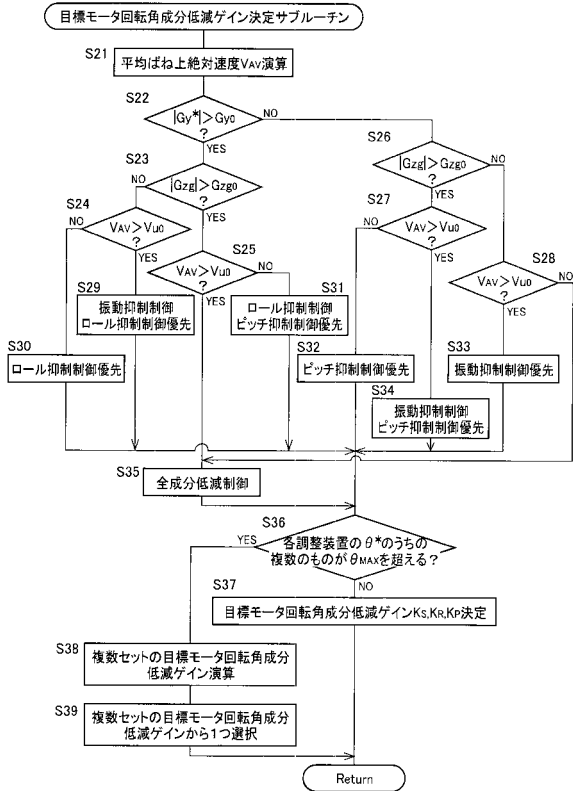 目標モータ回転角成分低減ゲイン決定サブルーチン
S21
平均ばね上絶対速度VAV演算
S22
|Gy*|>Gy0
?
NO
YES
S23
|Gzg|>Gzg0
?
NO
YES
S26
|Gzg|>Gzg0
?
NO
YES
S24
VAV>Vu0
?
NO
YES
S25
VAV>Vu0
?
NO
YES
S27
VAV>Vu0
?
NO
YES
S28
VAV>Vu0
?
NO
YES
S29
振動抑制制御
ロール抑制制御優先
S31
ロール抑制制御
ピッチ抑制制御優先
S30
ロール抑制制御優先
S32
ピッチ抑制制御優先
S33
振動抑制制御優先
S34
振動抑制制御
ピッチ抑制制御優先
S35
全成分低減制御
S36
各調整装置のθ*のうちの
複数のものがθMAXを超える?
YES
NO
S37
目標モータ回転角成分低減ゲインKS,KR,KP決定
S38
複数セットの目標モータ回転角成分
低減ゲイン演算
S39
複数セットの目標モータ回転角成分
低減ゲインから1つ選択
Return